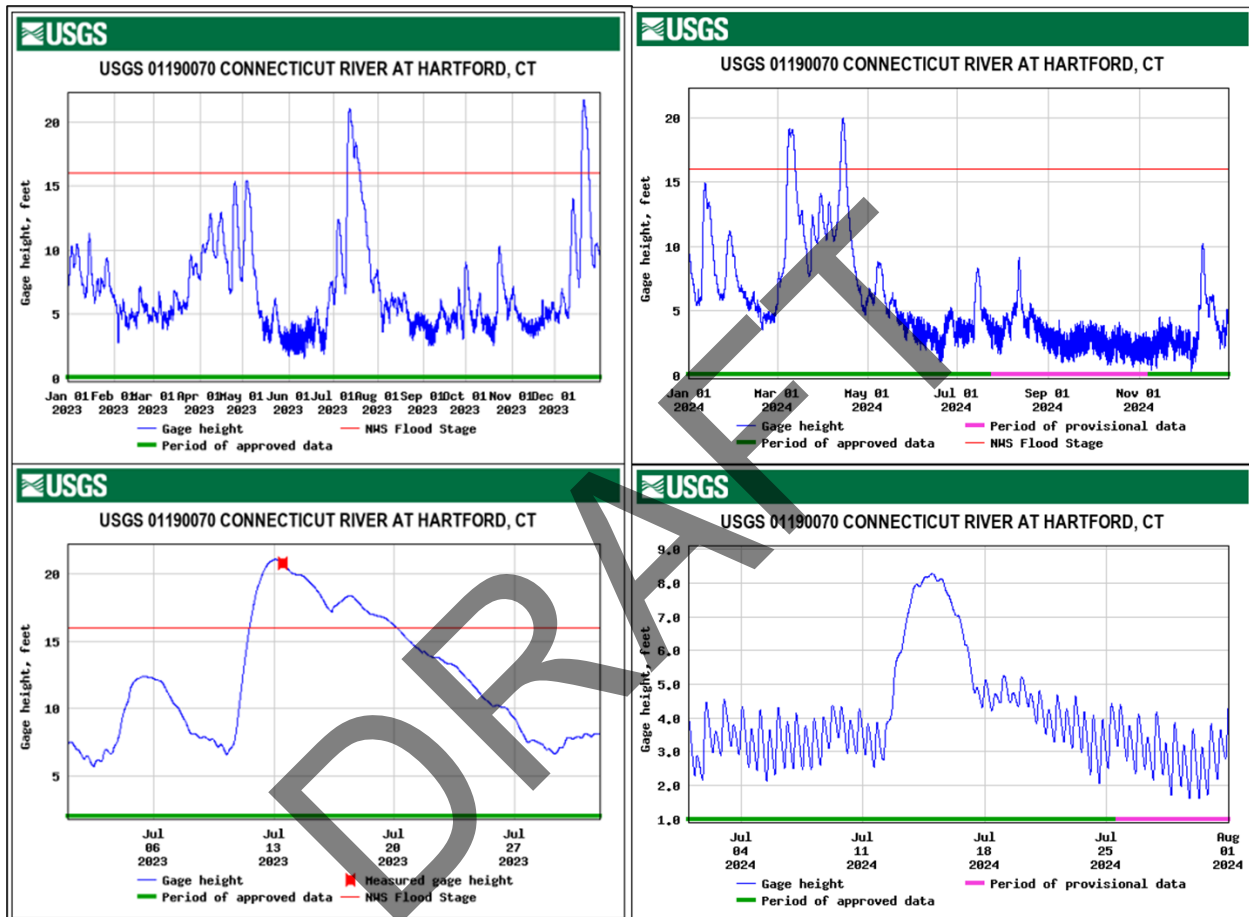 USGS
USGS 01190070 CONNECTICUT RIVER AT HARTFORD, CT
Gage height, feet
20
15
10
5
0
Jan 01 Feb 01 Mar 01 Apr 01 May 01 Jun 01 Jul 01 Aug 01 Sep 01 Oct 01 Nov 01 Dec 01
2023 2023 2023 2023 2023 2023 2023 2023 2023 2023 2023 2023
Gage height
NWS Flood Stage
Period of approved data
USGS
USGS 01190070 CONNECTICUT RIVER AT HARTFORD, CT
Gage height, feet
20
15
10
5
0
Jan 01 Mar 01 May 01 Jul 01 Sep 01 Nov 01
2024 2024 2024 2024 2024 2024
Gage height
Period of provisional data
Period of approved data
NWS Flood Stage
USGS
USGS 01190070 CONNECTICUT RIVER AT HARTFORD, CT
Gage height, feet
20
15
10
5
Jul Jul Jul Jul
06 13 20 27
2023 2023 2023 2023
Gage height
Measured gage height
Period of approved data
NWS Flood Stage
USGS
USGS 01190070 CONNECTICUT RIVER AT HARTFORD, CT
Gage height, feet
9.0
8.0
7.0
6.0
5.0
4.0
3.0
2.0
1.0
Jul Jul Jul Jul Aug
04 11 18 25 01
2024 2024 2024 2024 2024
Gage height
Period of provisional data
Period of approved data
DRAFT